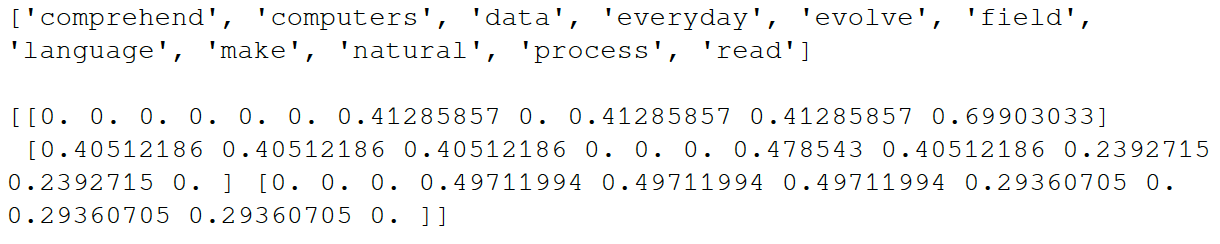 ['comprehend', 'computers', 'data', 'everyday', 'evolve', 'field',
'language', 'make', 'natural', 'process', 'read']
[[0. 0. 0. 0. 0. 0. 0.41285857 0. 0.41285857 0.41285857 0.69903033]
[0.40512186 0.40512186 0.40512186 0. 0. 0. 0.478543 0.40512186 0.2392715
0.2392715 0. ] [0. 0. 0. 0.49711994 0.49711994 0.49711994 0.29360705 0.
0.29360705 0.29360705 0. ]]